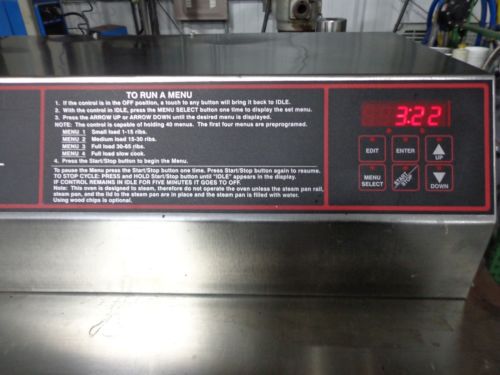 TO RUN A MENU
1. If the control is in the OFF position, a touch to any button will bring it back to IDLE.
2. With the control in IDLE, press the MENU SELECT button one time to display the set menu.
3. Press the ARROW UP or ARROW DOWN until the desired menu is displayed.
NOTE: The control is capable of holding 40 menus. The first four menus are preprogramed.
MENU 1 Small load 1-15 ribs.
MENU 2 Medium load 15-30 ribs.
MENU 3 Full load 30-65 ribs.
MENU 4 Full load slow cook.
4. Press the Start/Stop button to begin the Menu.
To pause the Menu press the Start/Stop button one time. Press Start/Stop button again to resume.
TO STOP CYCLE: PRESS and HOLD Start/Stop button until "IDLE" appears in the display.
IF CONTROL REMAINS IN IDLE FOR FIVE MINUTES IT GOES TO OFF.
Note: This oven is designed to steam, therefore do not operate the oven unless the steam pan rail,
steam pan, and the lid to the steam pan are in place and the steam pan is filled with water.
Using wood chips is optional.
3:22
EDIT
ENTER
UP
MENU
SELECT
START/
STOP
DOWN